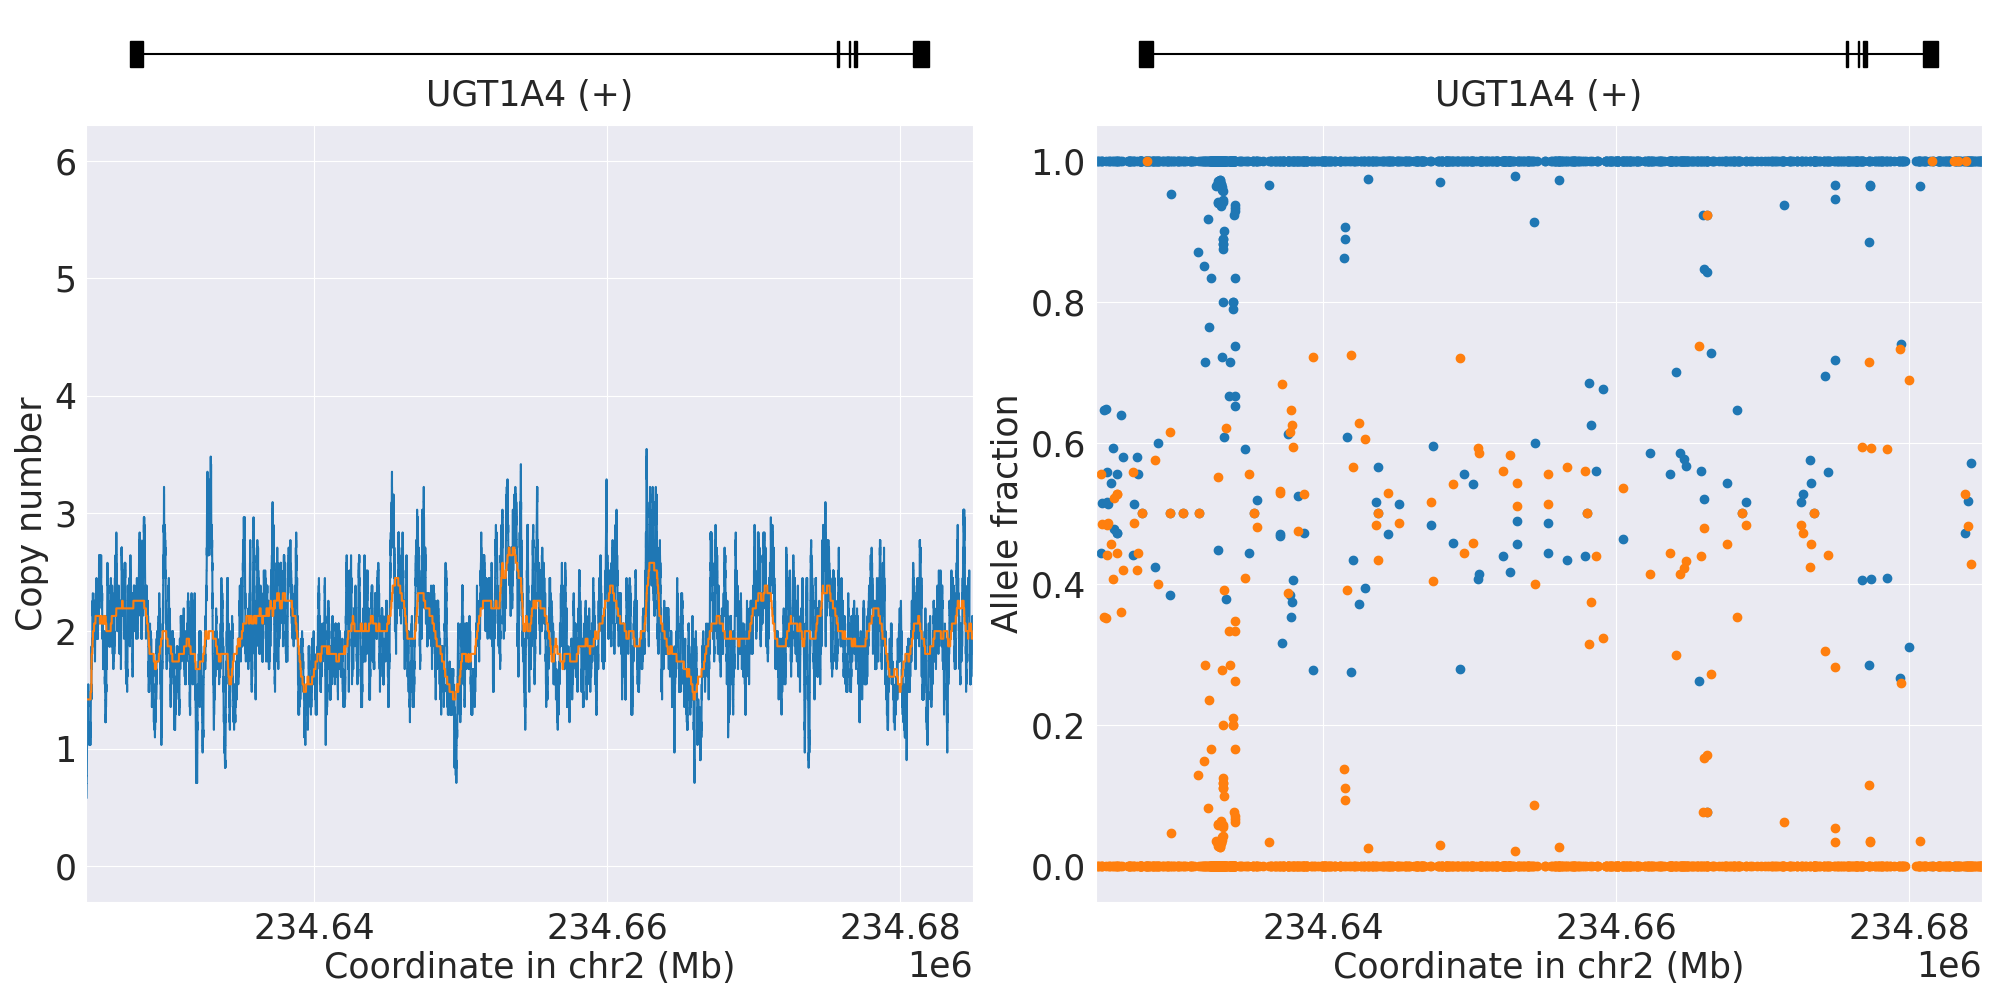 UGT1A4 (+)
6
5
4
3
2
1
0
Copy number
234.64 234.66 234.68
Coordinate in chr2 (Mb) 1e6
UGT1A4 (+)
1.0
0.8
0.6
0.4
0.2
0.0
Allele fraction
234.64 234.66 234.68
Coordinate in chr2 (Mb) 1e6